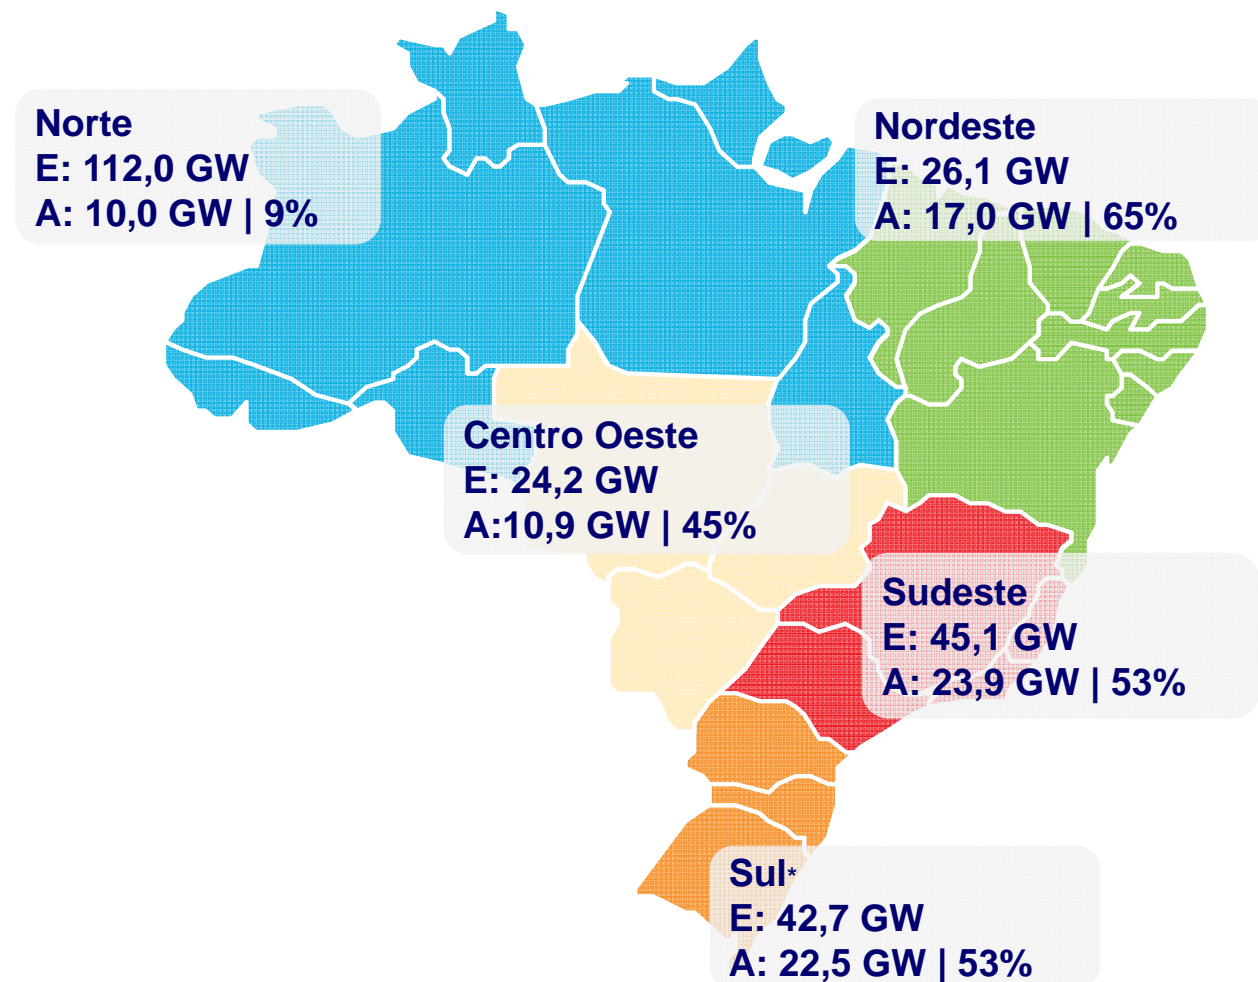 Norte
E: 112,0 GW
A: 10,0 GW | 9%
Nordeste
E: 26,1 GW
A: 17,0 GW | 65%
Centro Oeste
E: 24,2 GW
A:10,9 GW | 45%
Sudeste
E: 45,1 GW
A: 23,9 GW | 53%
Sul*
E: 42,7 GW
A: 22,5 GW | 53%